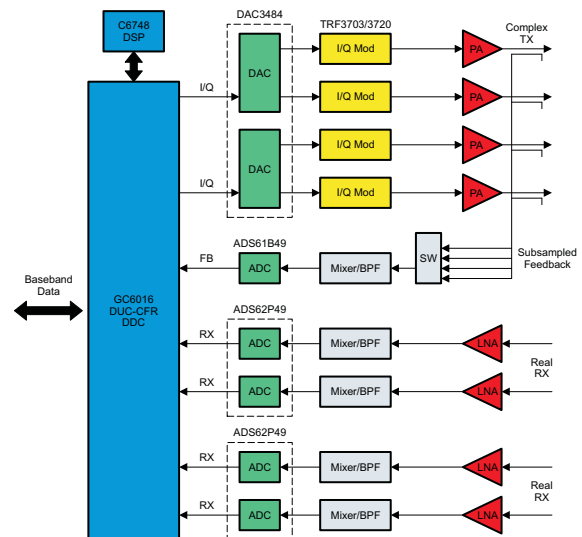 DAC3484
TRF3703/3720
Complex
TX
C6748
DSP
I/Q
DAC
I/Q Mod
PA
I/Q Mod
PA
I/Q
DAC
I/Q Mod
PA
I/Q Mod
PA
ADS61B49
FB
ADC
Mixer/BPF
SW
Subsampled
Feedback
Baseband
Data
GC6016
DUC-CFR
DDC
ADS62P49
RX
ADC
Mixer/BPF
LNA
Real
RX
RX
ADC
Mixer/BPF
LNA
ADS62P49
RX
ADC
Mixer/BPF
LNA
Real
RX
RX
ADC
Mixer/BPF
LNA